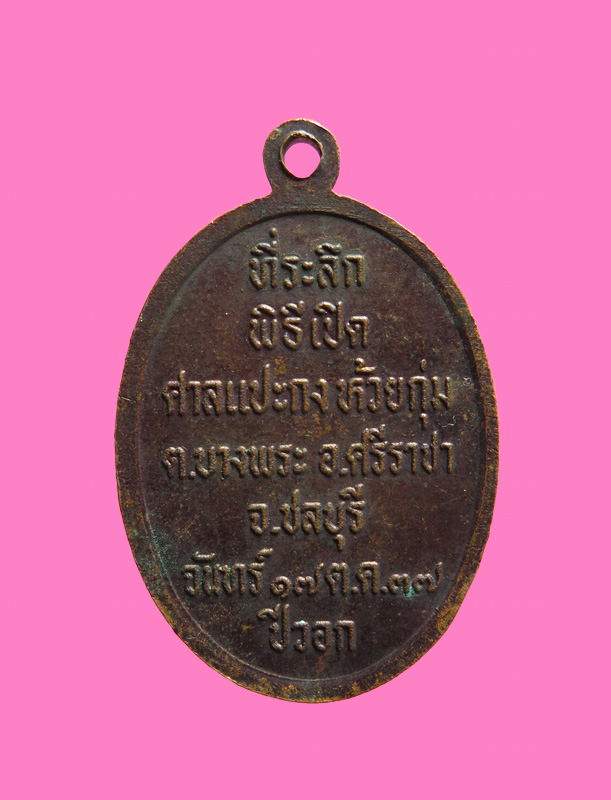 ที่ระลึก
พิธีเปิด
ศาลแปะกง ห้วยกุ่ม
ต.บางพระ อ.ศรีราชา
จ.ชลบุรี
วันทร์ ๑๗ ต.ค.๓๗
ปีวอก